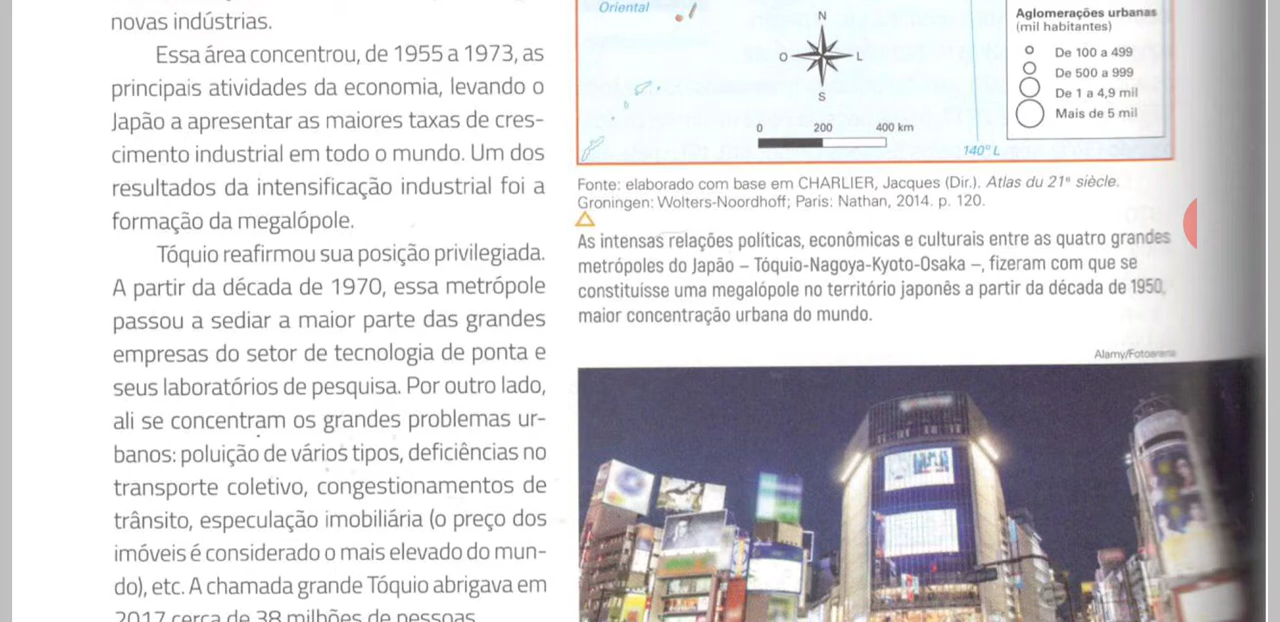 novas indústrias.
Essa área concentrou, de 1955 a 1973, as
principais atividades da economia, levando o
Japão a apresentar as maiores taxas de cres-
cimento industrial em todo o mundo. Um dos
resultados da intensificação industrial foi a
formação da megalópole.
Tóquio reafirmou sua posição privilegiada.
A partir da década de 1970, essa metrópole
passou a sediar a maior parte das grandes
empresas do setor de tecnologia de ponta e
seus laboratórios de pesquisa. Por outro lado,
ali se concentram os grandes problemas ur-
banos: poluição de vários tipos, deficiências no
transporte coletivo, congestionamentos de
trânsito, especulação imobiliária (o preço dos
imóveis é considerado o mais elevado do mun-
do), etc. A chamada grande Tóquio abrigava em
2017 cerca de 38 milhões de pessoas
Oriental
N
O
L
S
0 200 400 km
140° L
Aglomerações urbanas
(mil habitantes)
De 100 a 499
De 500 a 999
De 1 a 4,9 mil
Mais de 5 mil
Fonte: elaborado com base em CHARLIER, Jacques (Dir.). Atlas du 21ᵉ siècle.
Groningen: Wolters-Noordhoff; Paris: Nathan, 2014. p. 120.
As intensas relações políticas, econômicas e culturais entre as quatro grandes
metrópoles do Japão – Tóquio-Nagoya-Kyoto-Osaka –, fizeram com que se
constituísse uma megalópole no território japonês a partir da década de 1950,
maior concentração urbana do mundo.
Alamy/Fotoarena